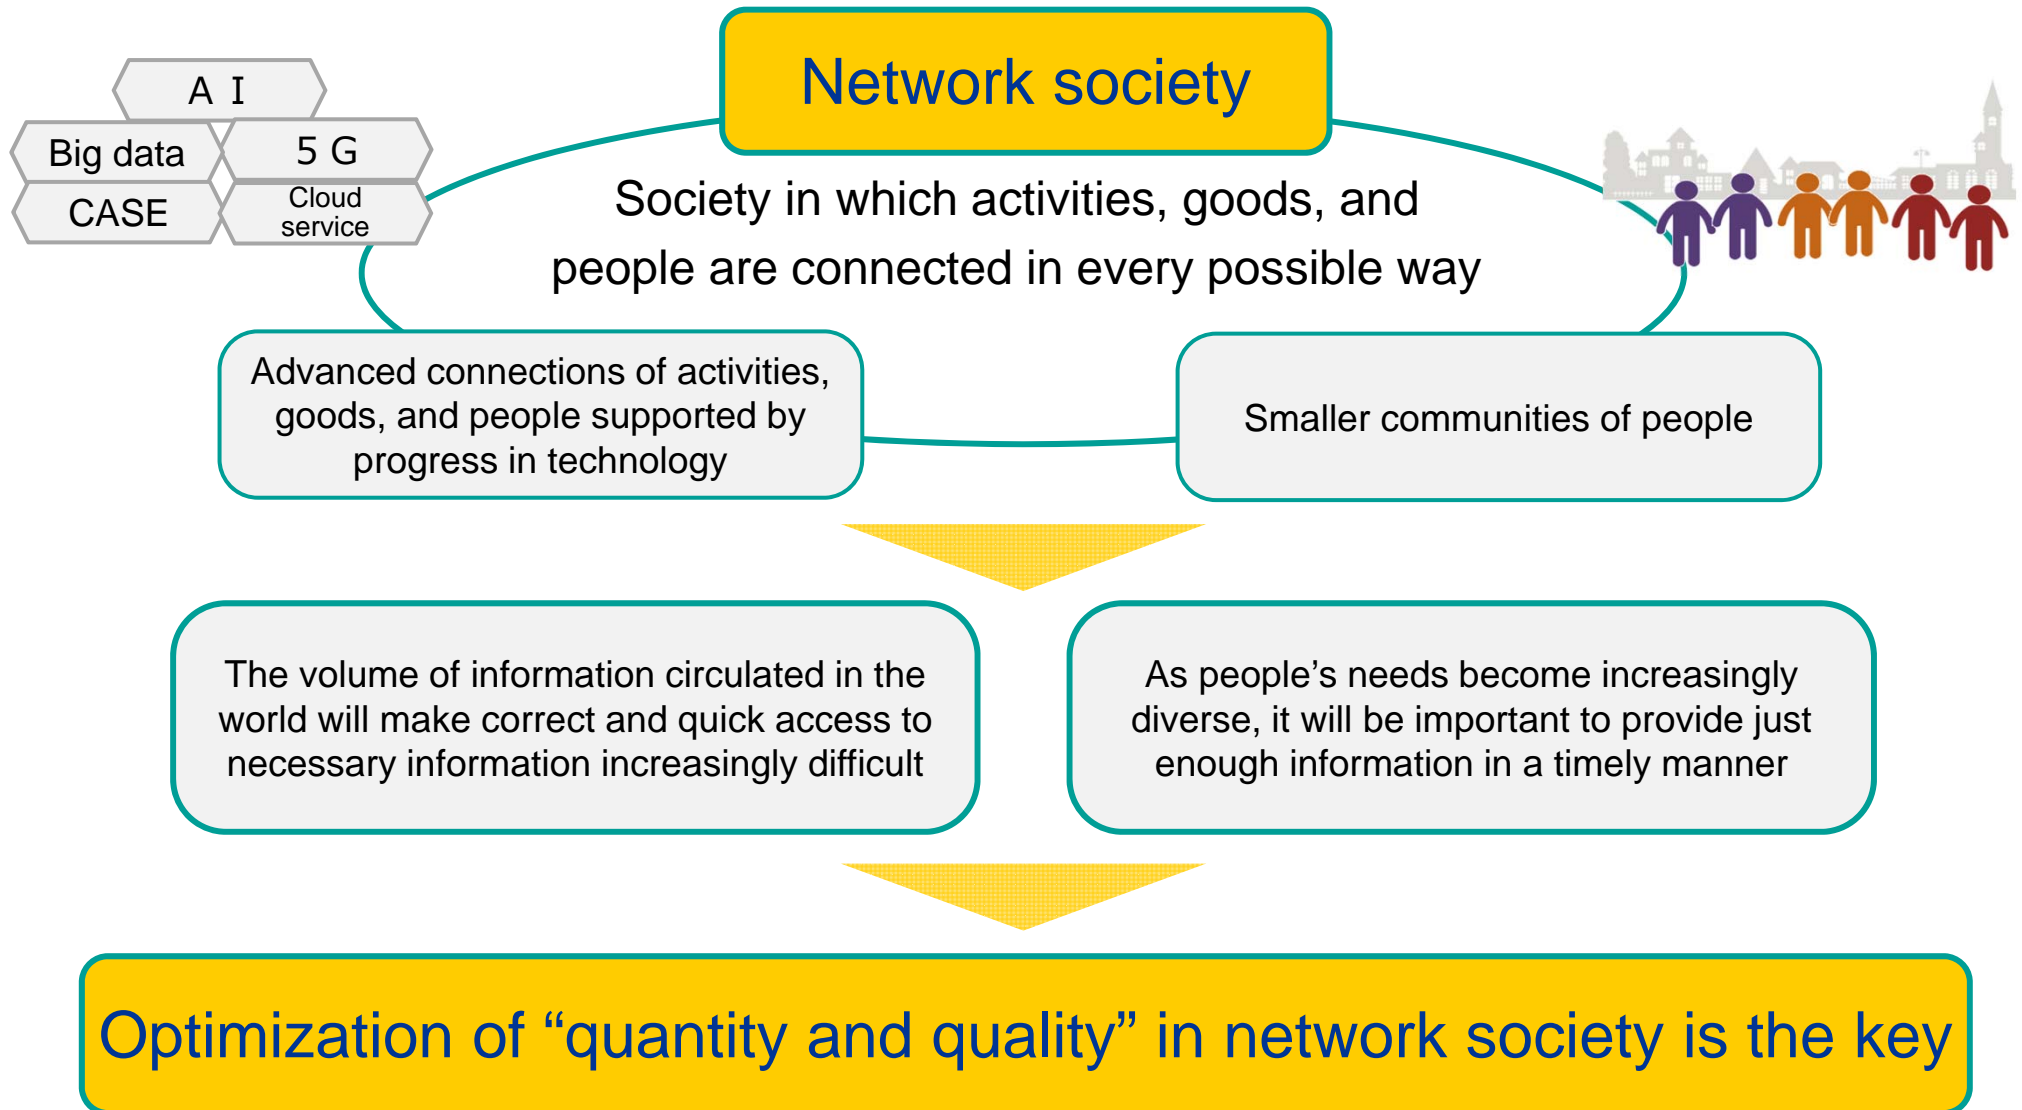 Network society
A I
Big data
5 G
CASE
Cloud
service
Society in which activities, goods, and
people are connected in every possible way
Advanced connections of activities,
goods, and people supported by
progress in technology
Smaller communities of people
The volume of information circulated in the
world will make correct and quick access to
necessary information increasingly difficult
As people’s needs become increasingly
diverse, it will be important to provide just
enough information in a timely manner
Optimization of “quantity and quality” in network society is the key